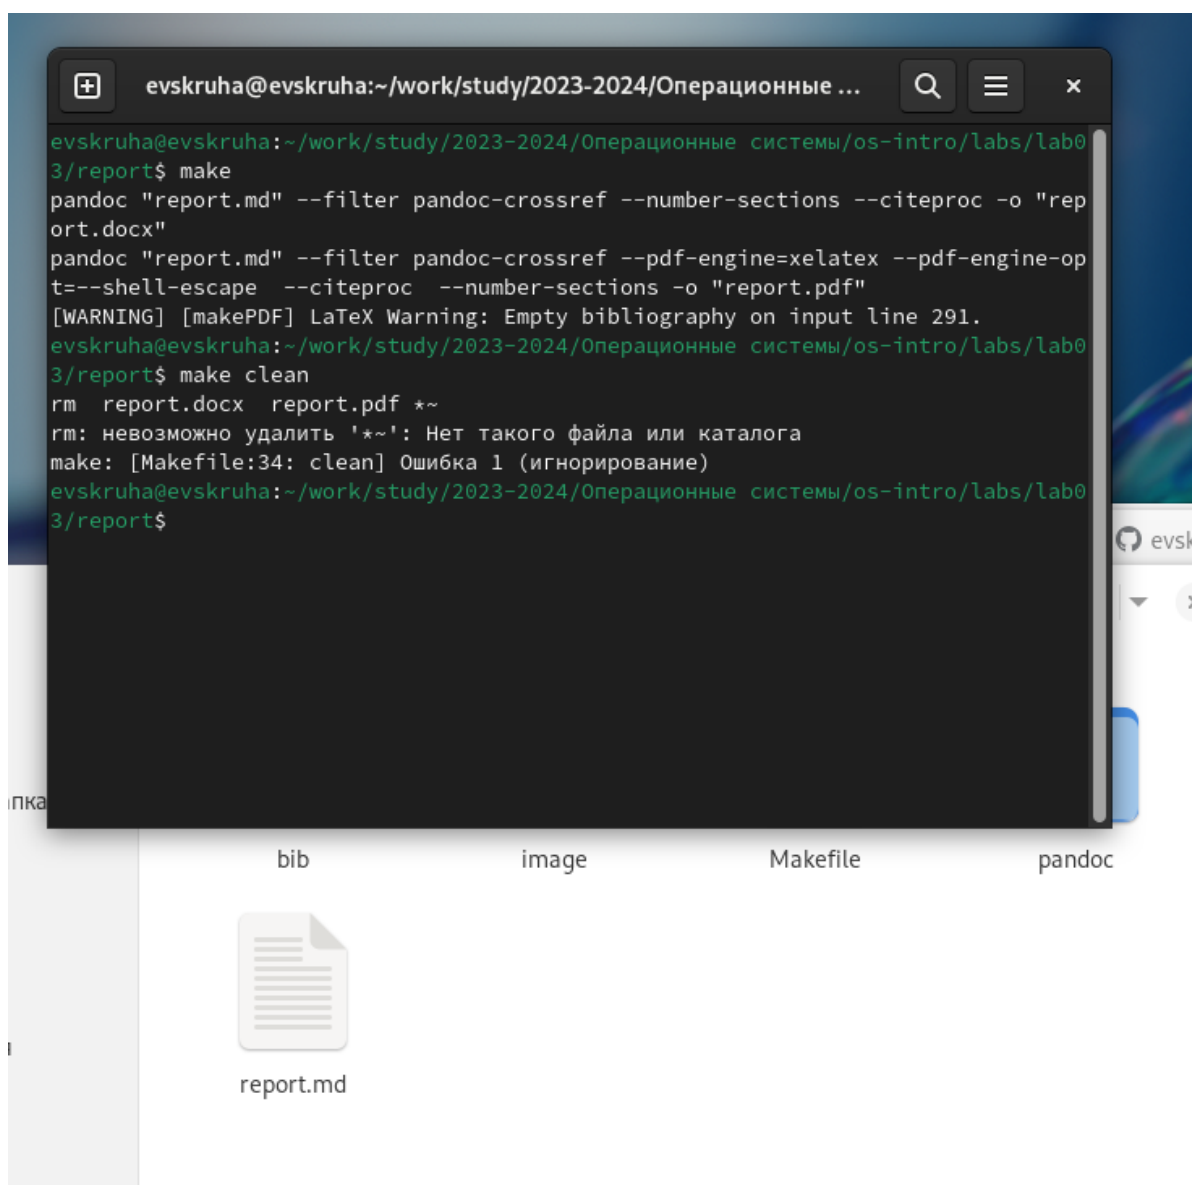 evskruha@evskruha:~/work/study/2023-2024/Операционные ...
evskruha@evskruha:~/work/study/2023-2024/Операционные системы/os-intro/labs/lab0
3/report$ make
pandoc "report.md" --filter pandoc-crossref --number-sections --citeproc -o "rep
ort.docx"
pandoc "report.md" --filter pandoc-crossref --pdf-engine=xelatex --pdf-engine-op
t=--shell-escape  --citeproc  --number-sections -o "report.pdf"
[WARNING] [makePDF] LaTeX Warning: Empty bibliography on input line 291.
evskruha@evskruha:~/work/study/2023-2024/Операционные системы/os-intro/labs/lab0
3/report$ make clean
rm  report.docx  report.pdf *~
rm: невозможно удалить '*~': Нет такого файла или каталога
make: [Makefile:34: clean] Ошибка 1 (игнорирование)
evskruha@evskruha:~/work/study/2023-2024/Операционные системы/os-intro/labs/lab0
3/report$
evsk
пка
bib
image
Makefile
pandoc
report.md